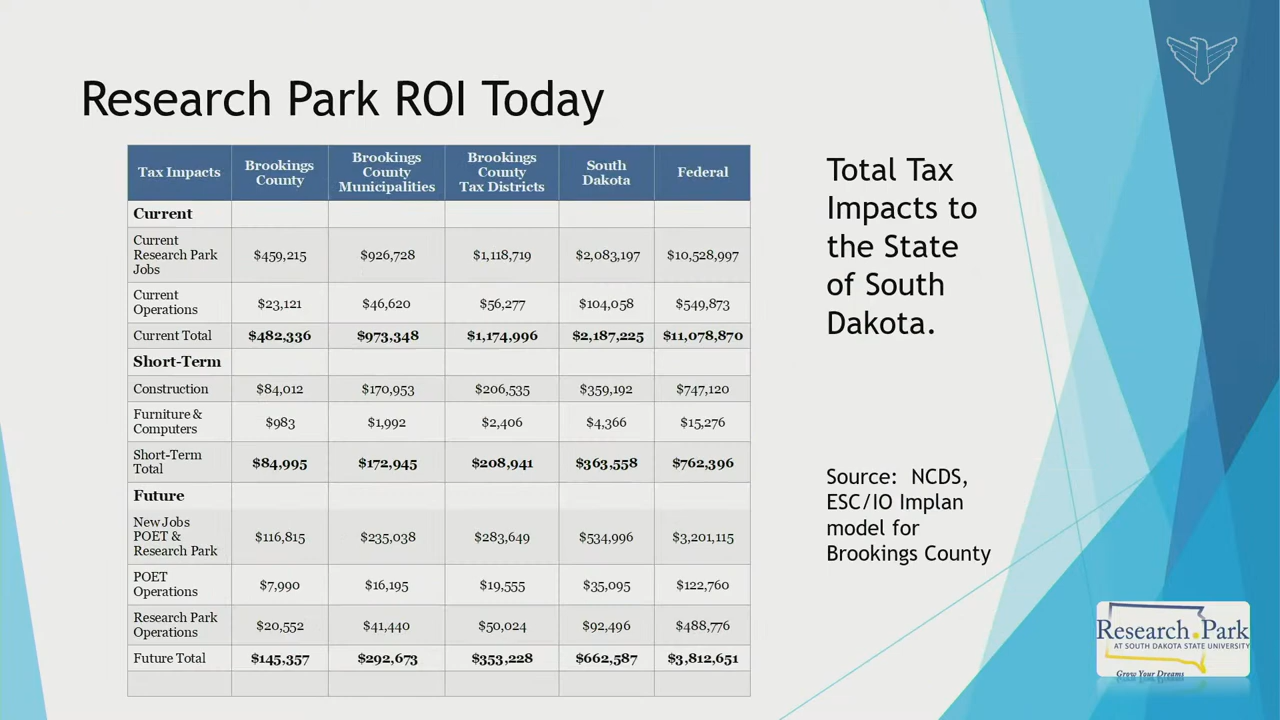 Research Park ROI Today
Tax Impacts Brookings County Brookings County Municipalities Brookings County Tax Districts South Dakota Federal
Current
Current Research Park Jobs $459,215 $926,728 $1,118,719 $2,083,197 $10,528,997
Current Operations $23,121 $46,620 $56,277 $104,058 $549,873
Current Total $482,336 $973,348 $1,174,996 $2,187,225 $11,078,870
Short-Term
Construction $84,012 $170,953 $206,535 $359,192 $747,120
Furniture & Computers $983 $1,992 $2,406 $4,366 $15,276
Short-Term Total $84,995 $172,945 $208,941 $363,558 $762,396
Future
New Jobs POET & Research Park $116,815 $235,038 $283,649 $534,996 $3,201,115
POET Operations $7,990 $16,195 $19,555 $35,095 $122,760
Research Park Operations $20,552 $41,440 $50,024 $92,496 $488,776
Future Total $145,357 $292,673 $353,228 $662,587 $3,812,651
Total Tax
Impacts to
the State
of South
Dakota.
Source: NCDS,
ESC/IO Implan
model for
Brookings County
Research Park
AT SOUTH DAKOTA STATE UNIVERSITY
Grow Your Dreams